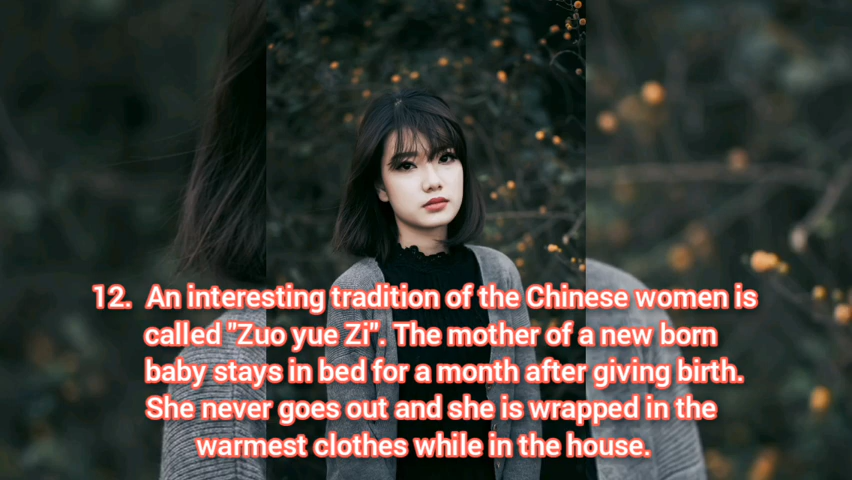 12. An interesting tradition of the Chinese women is
called "Zuo yue Zi". The mother of a new born
baby stays in bed for a month after giving birth.
She never goes out and she is wrapped in the
warmest clothes while in the house.